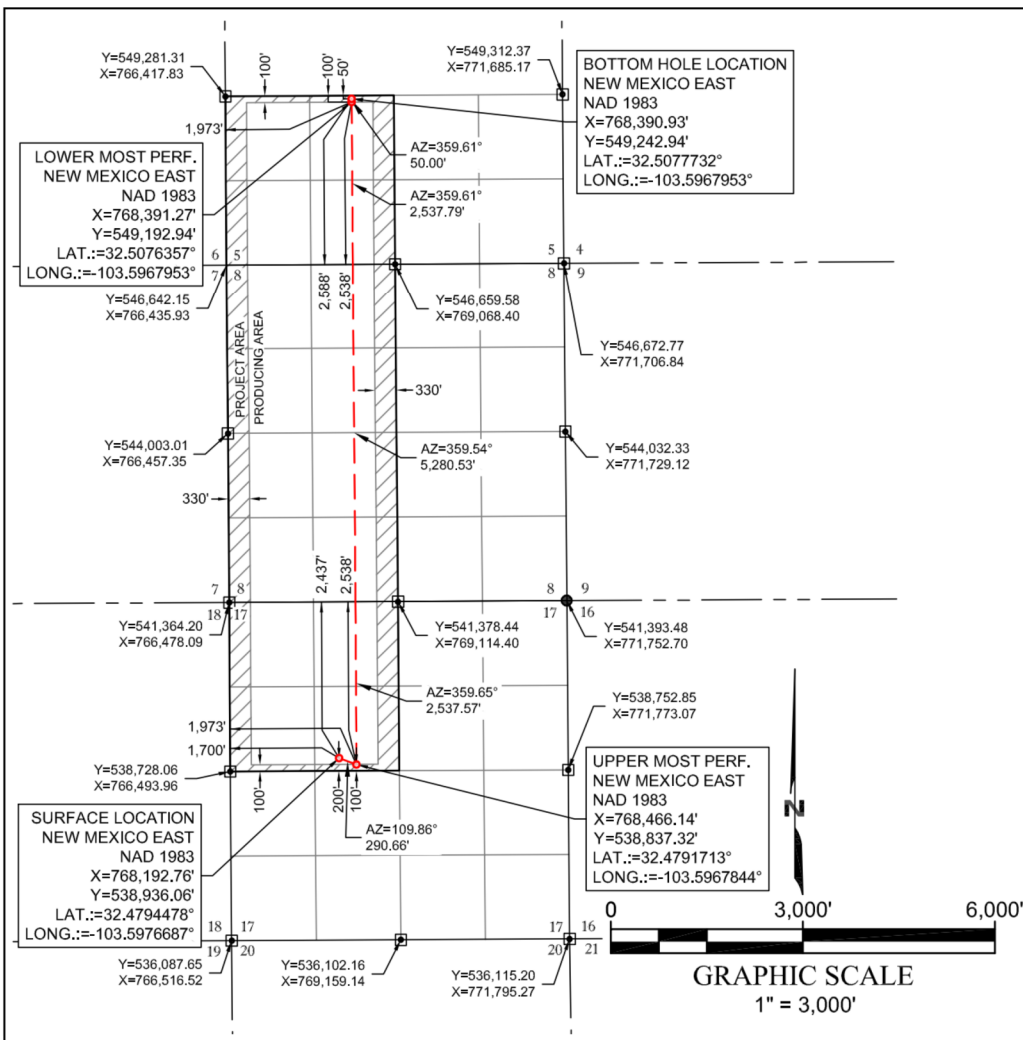 Y=549,281.31
X=766,417.83
100'
100'
50'
Y=549,312.37
X=771,685.17
BOTTOM HOLE LOCATION
NEW MEXICO EAST
NAD 1983
X=768,390.93'
Y=549,242.94'
LAT.:=32.5077732°
LONG.:=-103.5967953°
1,973'
AZ=359.61°
50.00'
LOWER MOST PERF.
NEW MEXICO EAST
NAD 1983
X=768,391.27'
Y=549,192.94'
LAT.:=32.5076357°
LONG.:=-103.5967953°
AZ=359.61°
2,537.79'
6 5
7 8
5 4
8 9
2,588'
2,538'
Y=546,642.15
X=766,435.93
Y=546,659.58
X=769,068.40
Y=546,672.77
X=771,706.84
PROJECT AREA
PRODUCING AREA
330'
Y=544,003.01
X=766,457.35
AZ=359.54°
5,280.53'
Y=544,032.33
X=771,729.12
330'
2,437'
2,538'
7 8
18 17
8 9
17 16
Y=541,364.20
X=766,478.09
Y=541,378.44
X=769,114.40
Y=541,393.48
X=771,752.70
AZ=359.65°
2,537.57'
Y=538,752.85
X=771,773.07
1,973'
1,700'
Y=538,728.06
X=766,493.96
100'
200'
100'
AZ=109.86°
290.66'
UPPER MOST PERF.
NEW MEXICO EAST
NAD 1983
X=768,466.14'
Y=538,837.32'
LAT.:=32.4791713°
LONG.:=-103.5967844°
N
SURFACE LOCATION
NEW MEXICO EAST
NAD 1983
X=768,192.76'
Y=538,936.06'
LAT.:=32.4794478°
LONG.:=-103.5976687°
18 17
19 20
17 16
20 21
Y=536,087.65
X=766,516.52
Y=536,102.16
X=769,159.14
Y=536,115.20
X=771,795.27
0 3,000' 6,000'
GRAPHIC SCALE
1" = 3,000'